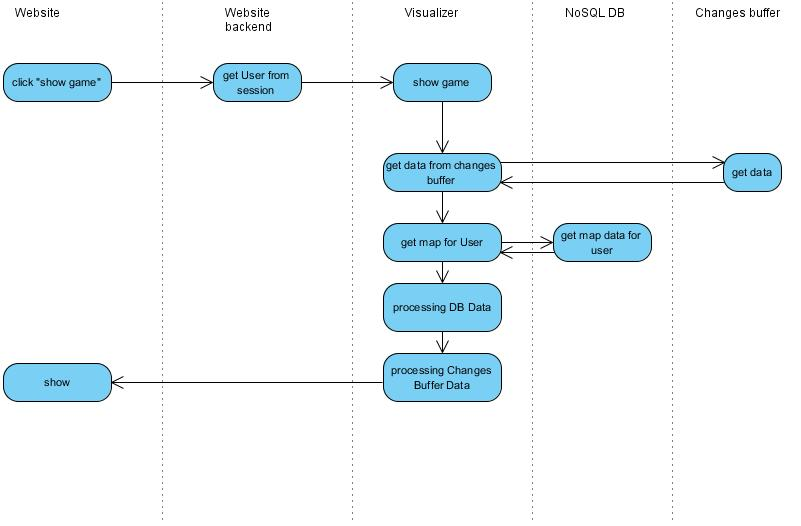 Website
Website
backend
Visualizer
NoSQL DB
Changes buffer
click "show game"
get User from
session
show game
get data from changes
buffer
get data
get map for User
get map data for
user
processing DB Data
processing Changes
Buffer Data
show